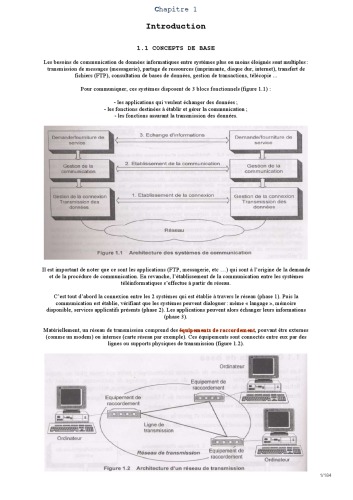 Chapitre 1
Introduction
1.1 CONCEPTS DE BASE
Les besoins de communication de données informatiques entre systèmes plus ou moins éloignés sont multiples :
transmission de messages (messagerie), partage de ressources (imprimante, disque dur, internet), transfert de
fichiers (FTP), consultation de bases de données, gestion de transactions, télécopie ...
Pour communiquer, ces systèmes disposent de 3 blocs fonctionnels (figure 1.1) :
- les applications qui veulent échanger des données ;
- les fonctions destinées à établir et gérer la communication ;
- les fonctions assurant la transmission des données.
Demande/fourniture de
service
3. Echange d'informations
Demande/fourniture de
service
Gestion de la
communication
2. Etablissement de la communication
Gestion de la
communication
Gestion de la connexion
Transmission des
données
1. Etablissement de la connexion
Gestion de la connexion
Transmission des
données
Réseau
Figure 1.1 Architecture des systèmes de communication
Il est important de noter que ce sont les applications (FTP, messagerie, etc …) qui sont à l'origine de la demande
et de la procédure de communication. En revanche, l'établissement de la communication entre les systèmes
téléinformatiques s'effectue à partir du réseau.
C'est tout d'abord la connexion entre les 2 systèmes qui est établie à travers le réseau (phase 1). Puis la
communication est établie, vérifiant que les systèmes peuvent dialoguer : même « langage », mémoire
disponible, services applicatifs présents (phase 2). Les applications peuvent alors échanger leurs informations
(phase 3).
Matériellement, un réseau de transmission comprend des équipements de raccordement, pouvant être externes
(comme un modem) ou internes (carte réseau par exemple). Ces équipements sont connectés entre eux par des
lignes ou supports physiques de transmission (figure 1.2).
Ordinateur
Equipement de
raccordement
Equipement de
raccordement
Ligne de
transmission
Ordinateur
Réseau de transmission
Equipement de
raccordement
Ordinateur
Figure 1.2 Architecture d'un réseau de transmission
1/194